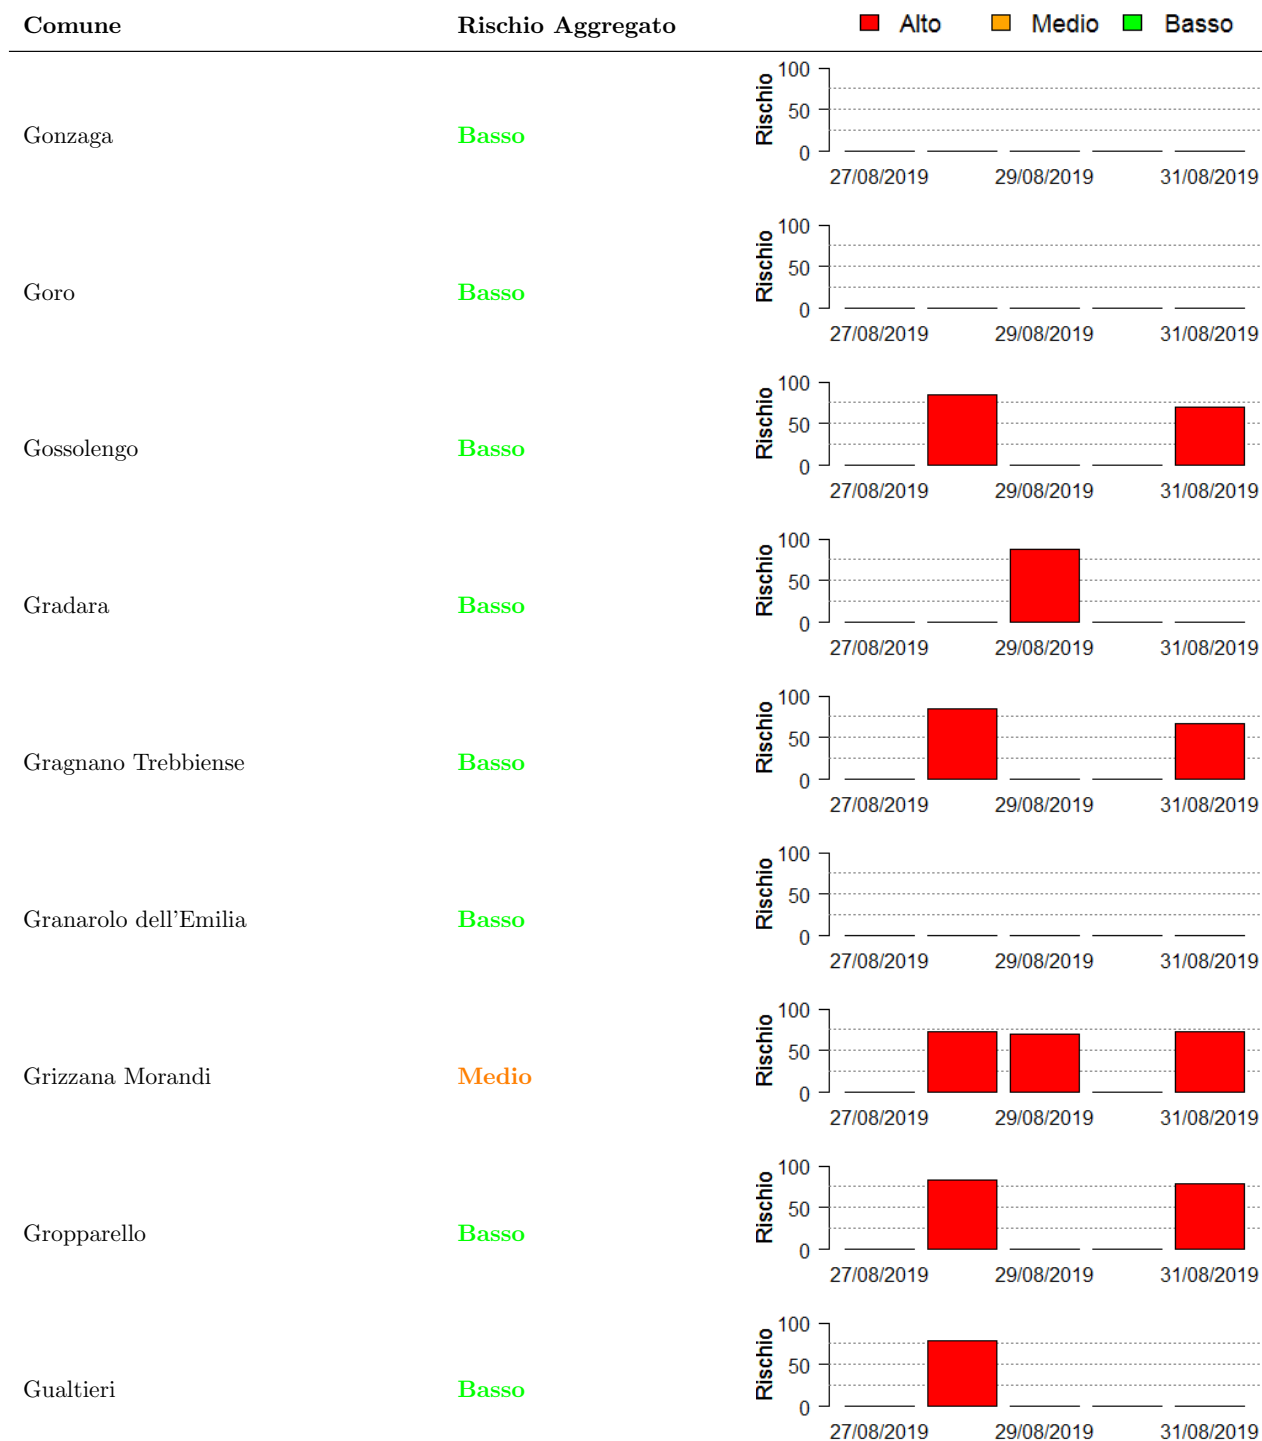 Comune Rischio Aggregato Alto Medio Basso
100
50
0
Rischio
Gonzaga Basso
27/08/2019 29/08/2019 31/08/2019
100
50
0
Rischio
Goro Basso
27/08/2019 29/08/2019 31/08/2019
100
50
0
Rischio
Gossolengo Basso
27/08/2019 29/08/2019 31/08/2019
100
50
0
Rischio
Gradara Basso
27/08/2019 29/08/2019 31/08/2019
100
50
0
Rischio
Gragnano Trebbiense Basso
27/08/2019 29/08/2019 31/08/2019
100
50
0
Rischio
Granarolo dell'Emilia Basso
27/08/2019 29/08/2019 31/08/2019
100
50
0
Rischio
Grizzana Morandi Medio
27/08/2019 29/08/2019 31/08/2019
100
50
0
Rischio
Gropparello Basso
27/08/2019 29/08/2019 31/08/2019
100
50
0
Rischio
Gualtieri Basso
27/08/2019 29/08/2019 31/08/2019